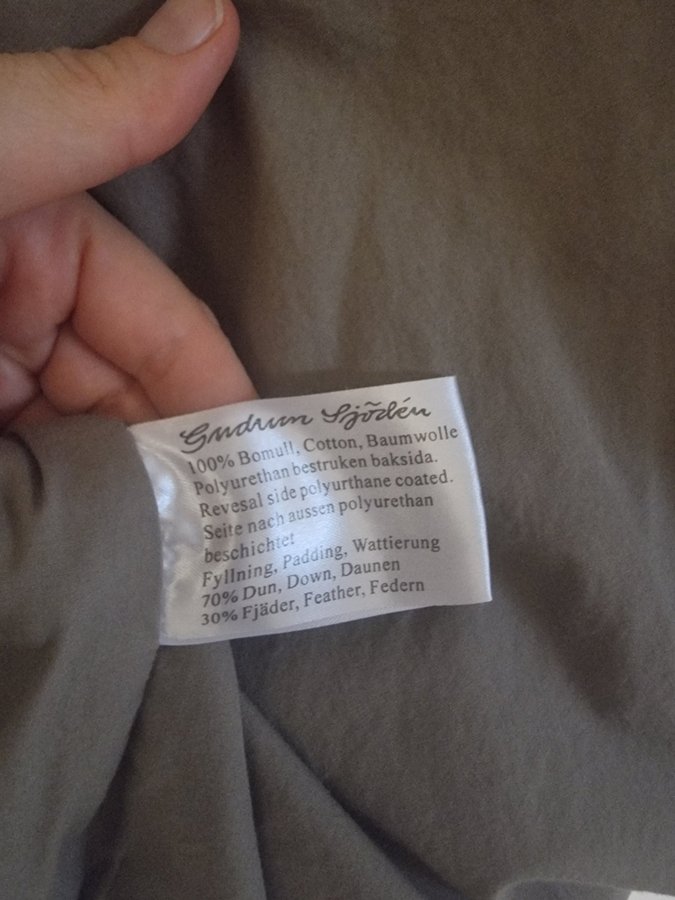 Gudrun Sjödén
100% Bomull, Cotton, Baumwolle
Polyurethan bestruken baksida.
Revesal side polyurthane coated.
Seite nach aussen polyurethan
beschichtet
Fyllning, Padding, Wattierung
70% Dun, Down, Daunen
30% Fjäder, Feather, Federn